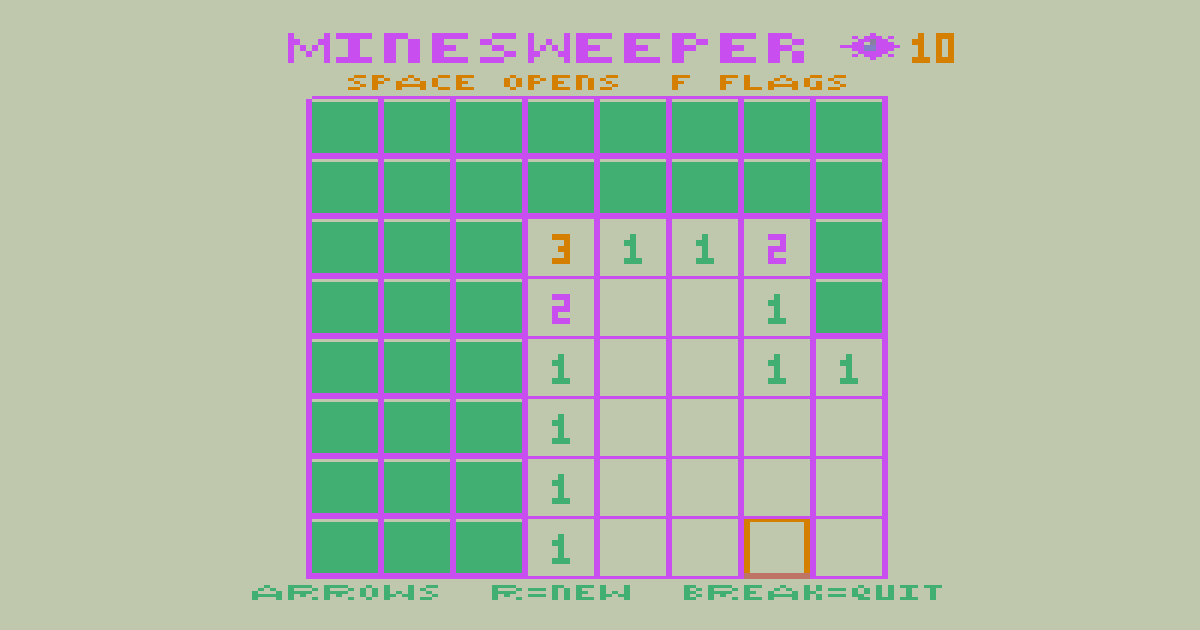 MINESWEEPER 10
SPACE OPENS F FLAGS
3 1 1 2
2 1
1 1 1
1
1
1
ARROWS R=NEW BREAK=QUIT